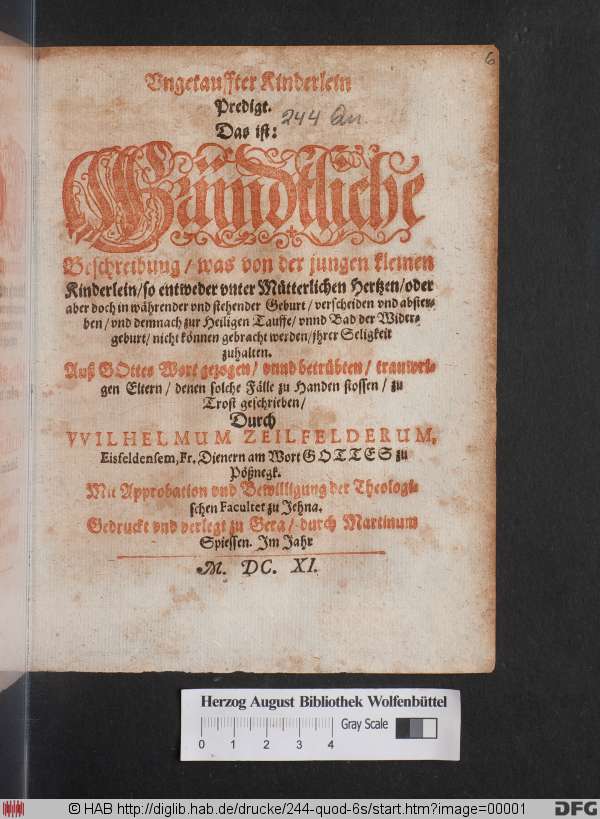 6
Vngetauffter Kinderlein
Predigt.
244 Qu.
Das ist:
Gründtliche
Beschreibung / was von der jungen kleinen
Kinderlein / so entweder vnter Mütterlichen Hertzen / oder
aber doch in währender vnd stehender Geburt / verscheiden vnd abster-
ben / vnd demnach zur Heiligen Tauffe / vnnd Bad der Wider-
geburt / nicht können gebracht werden / jhrer Seligkeit
zuhalten.
Auß GOttes Wort gezogen / vnnd betrübten / trauwri-
gen Eltern / denen solche Fälle zu Handen stossen / zu
Trost geschrieben /
Durch
VVILHELMUM ZEILFELDERUM,
Eisfeldensem, Fr. Dienern am Wort GOTTES zu
Pößnegk.
Mit Approbation vnd Bewilligung der Theologi-
schen Facultet zu Jehna.
Gedruckt vnd verlegt zu Gera / durch Martinum
Spiessen. Im Jahr
M. DC. XI.
Herzog August Bibliothek Wolfenbüttel
Gray Scale
0 1 2 3 4
© HAB http://diglib.hab.de/drucke/244-quod-6s/start.htm?image=00001
DFG